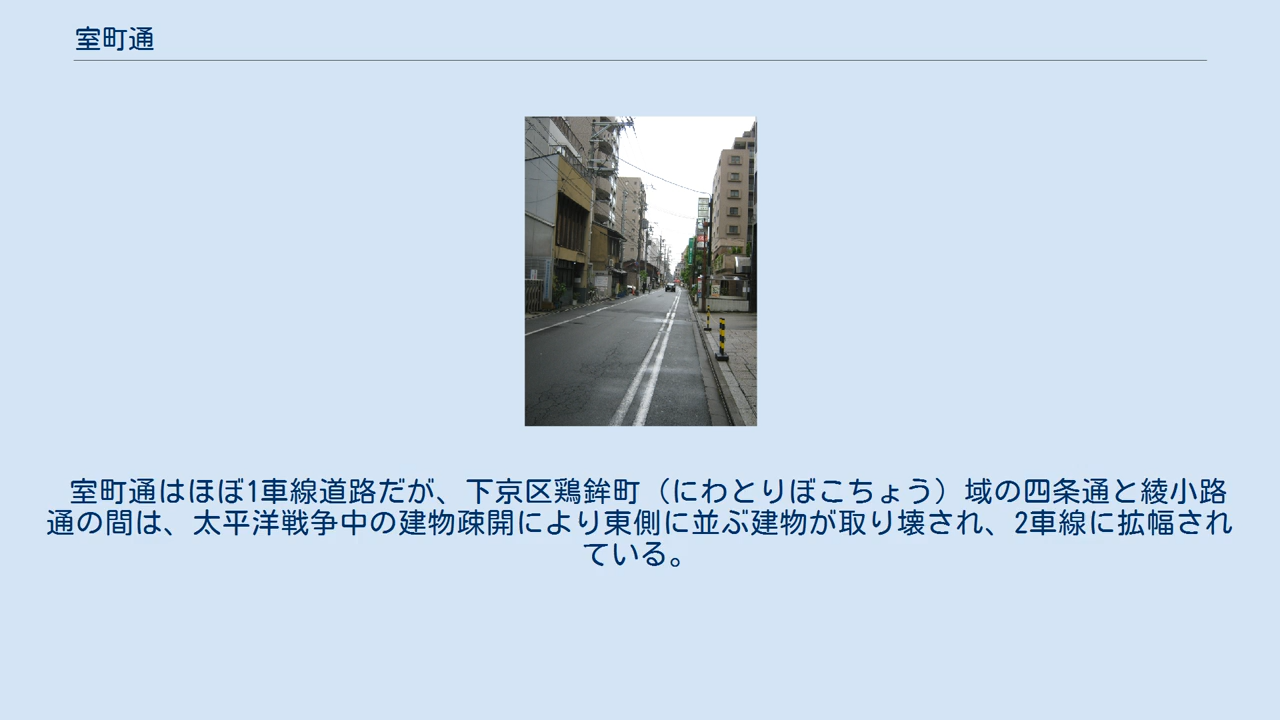 室町通
室町通はほぼ1車線道路だが、下京区鶏鉾町（にわとりぼこちょう）域の四条通と綾小路
通の間は、太平洋戦争中の建物疎開により東側に並ぶ建物が取り壊され、2車線に拡幅され
ている。